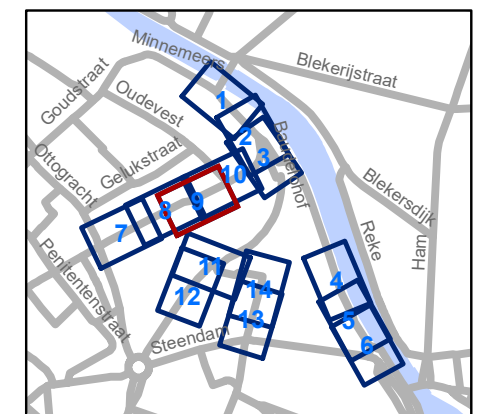 Minnemeers
Blekerijstraat
Goudstraat
Oudevest
1
2
Baudelohof
3
Gelukstraat
Ottogracht
10
9
8
7
Blekersdijk
Reke
Ham
Penitentenstraat
11
12
14
13
4
5
6
Steendam